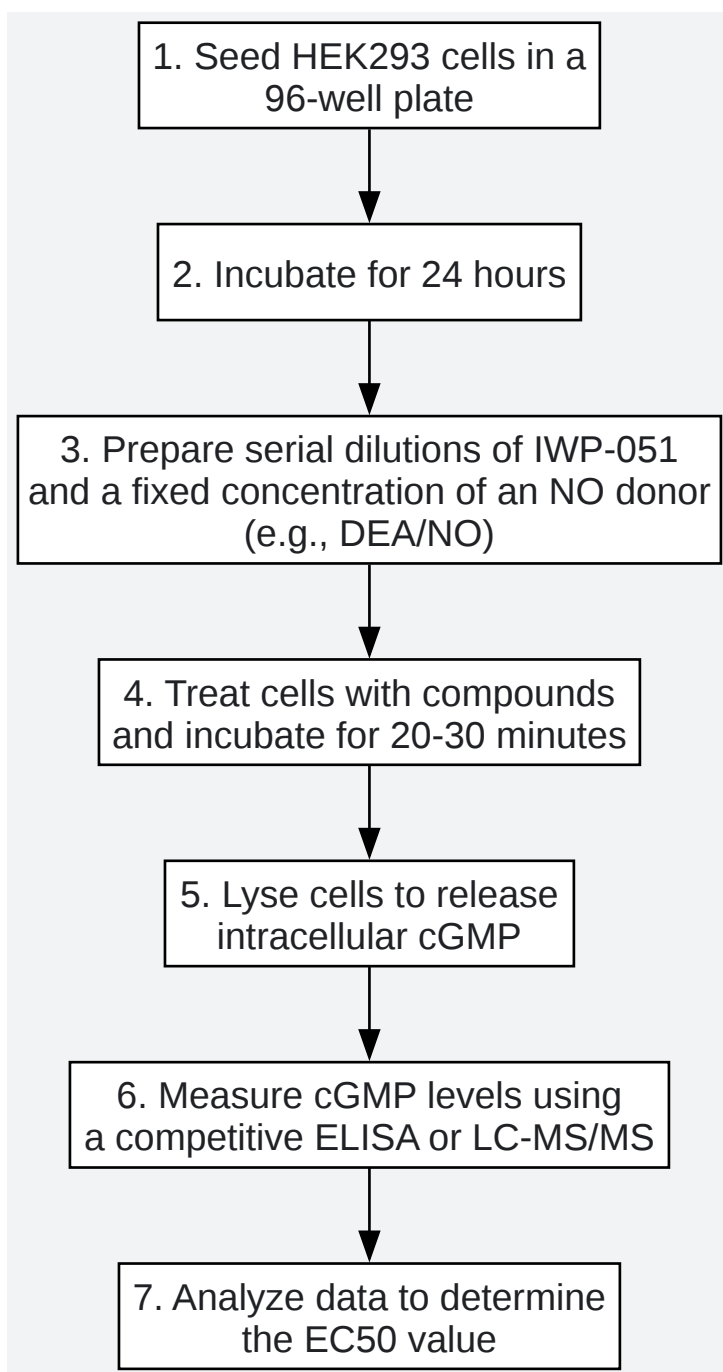 1. Seed HEK293 cells in a
96-well plate
2. Incubate for 24 hours
3. Prepare serial dilutions of IWP-051
and a fixed concentration of an NO donor
(e.g., DEA/NO)
4. Treat cells with compounds
and incubate for 20-30 minutes
5. Lyse cells to release
intracellular cGMP
6. Measure cGMP levels using
a competitive ELISA or LC-MS/MS
7. Analyze data to determine
the EC50 value